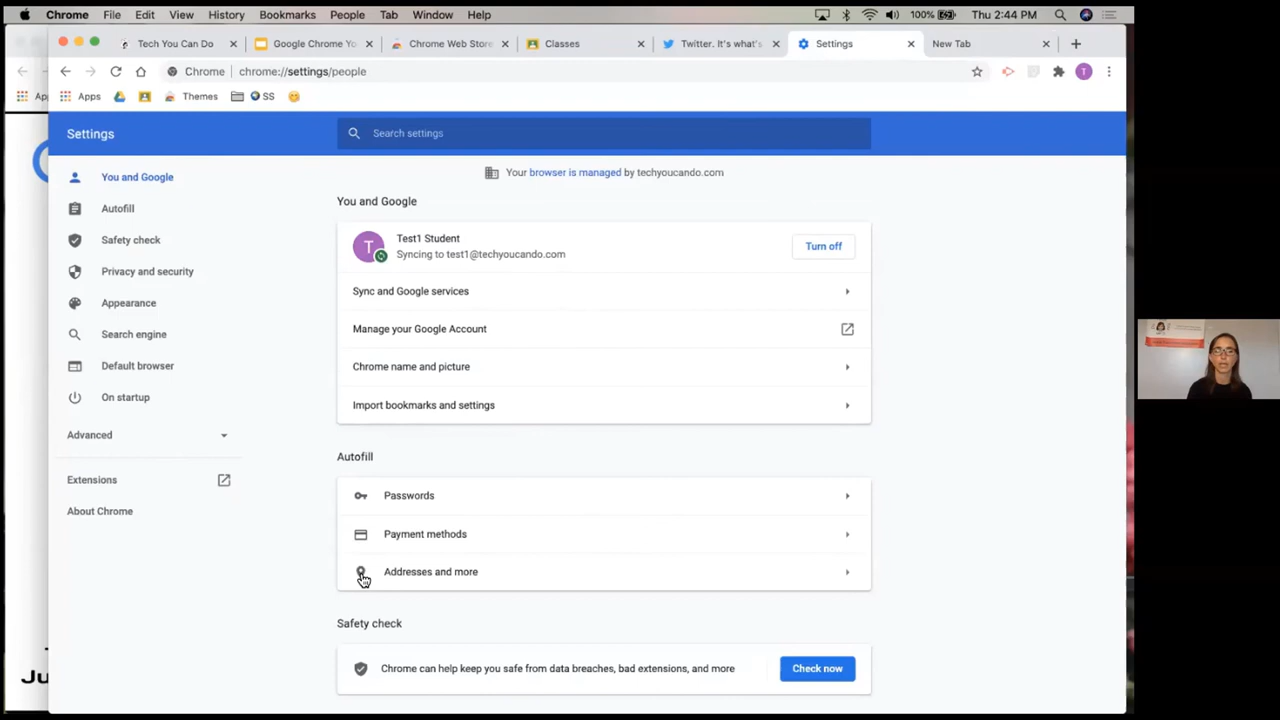 Chrome File Edit View History Bookmarks People Tab Window Help 100% Thu 2:44 PM
Tech You Can Do Google Chrome Yo Chrome Web Store Classes Twitter. It's what's Settings New Tab
Chrome chrome://settings/people T
Apps Themes SS
Settings Search settings
Your browser is managed by techyoucando.com
You and Google
Autofill
Safety check
Privacy and security
Appearance
Search engine
Default browser
On startup
Advanced
Extensions
About Chrome
You and Google
T Test1 Student
Syncing to test1@techyoucando.com
Turn off
Sync and Google services
Manage your Google Account
Chrome name and picture
Import bookmarks and settings
Autofill
Passwords
Payment methods
Addresses and more
Safety check
Chrome can help keep you safe from data breaches, bad extensions, and more
Check now
Ju